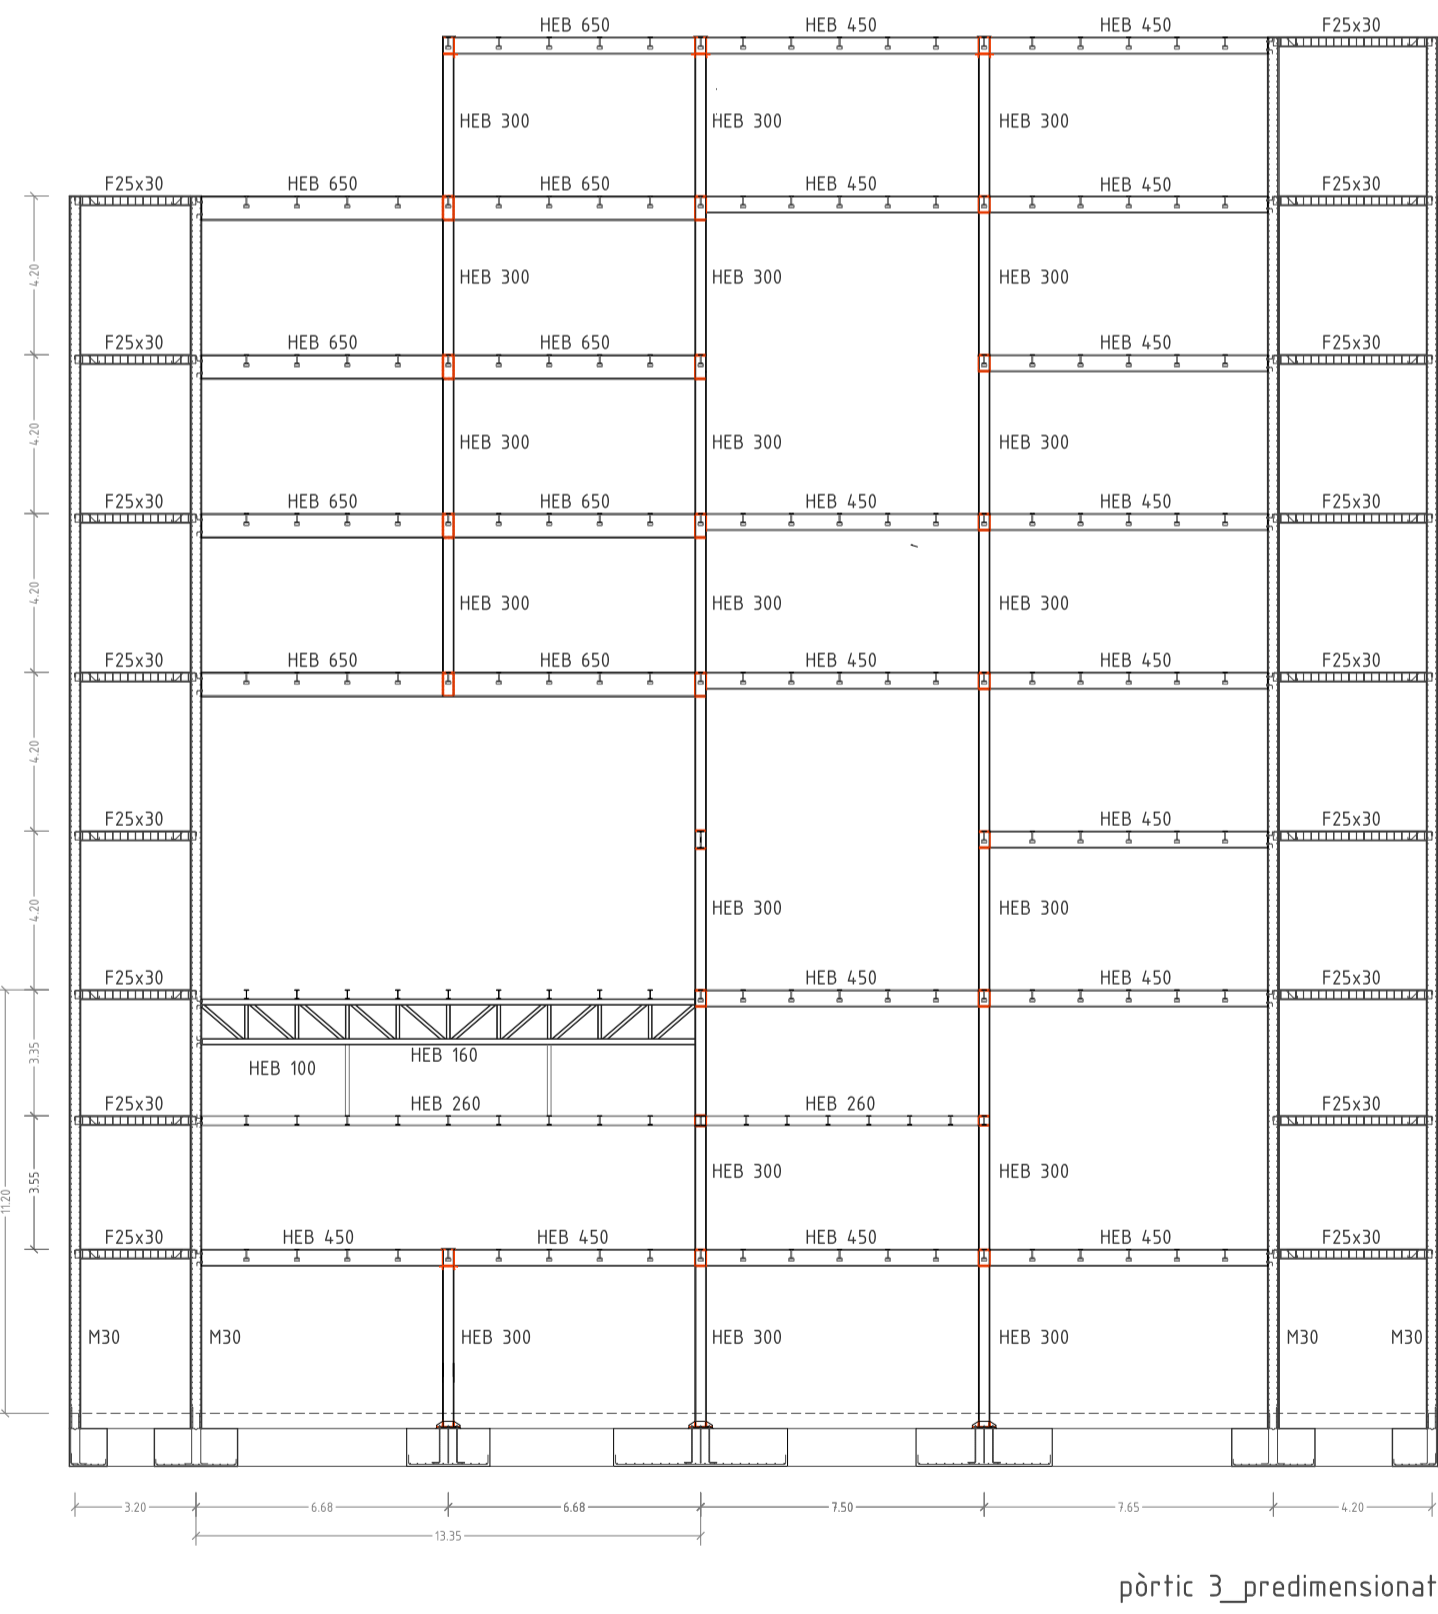 HEB 650 HEB 450 HEB 450 F25x30
HEB 300 HEB 300 HEB 300
F25x30 HEB 650 HEB 650 HEB 450 HEB 450 F25x30
4.20 HEB 300 HEB 300 HEB 300
F25x30 HEB 650 HEB 650 HEB 450 F25x30
4.20 HEB 300 HEB 300 HEB 300
F25x30 HEB 650 HEB 650 HEB 450 HEB 450 F25x30
4.20 HEB 300 HEB 300 HEB 300
F25x30 HEB 650 HEB 650 HEB 450 HEB 450 F25x30
4.20
F25x30 HEB 450 F25x30
4.20 HEB 300 HEB 300
F25x30 HEB 450 HEB 450 F25x30
3.35 HEB 100 HEB 160
F25x30 HEB 260 HEB 260 F25x30
11.20 3.55 HEB 300 HEB 300
F25x30 HEB 450 HEB 450 HEB 450 HEB 450 F25x30
M30 M30 HEB 300 HEB 300 HEB 300 M30 M30
3.20 6.68 6.68 7.50 7.65 4.20
13.35
pòrtic 3_predimensionat